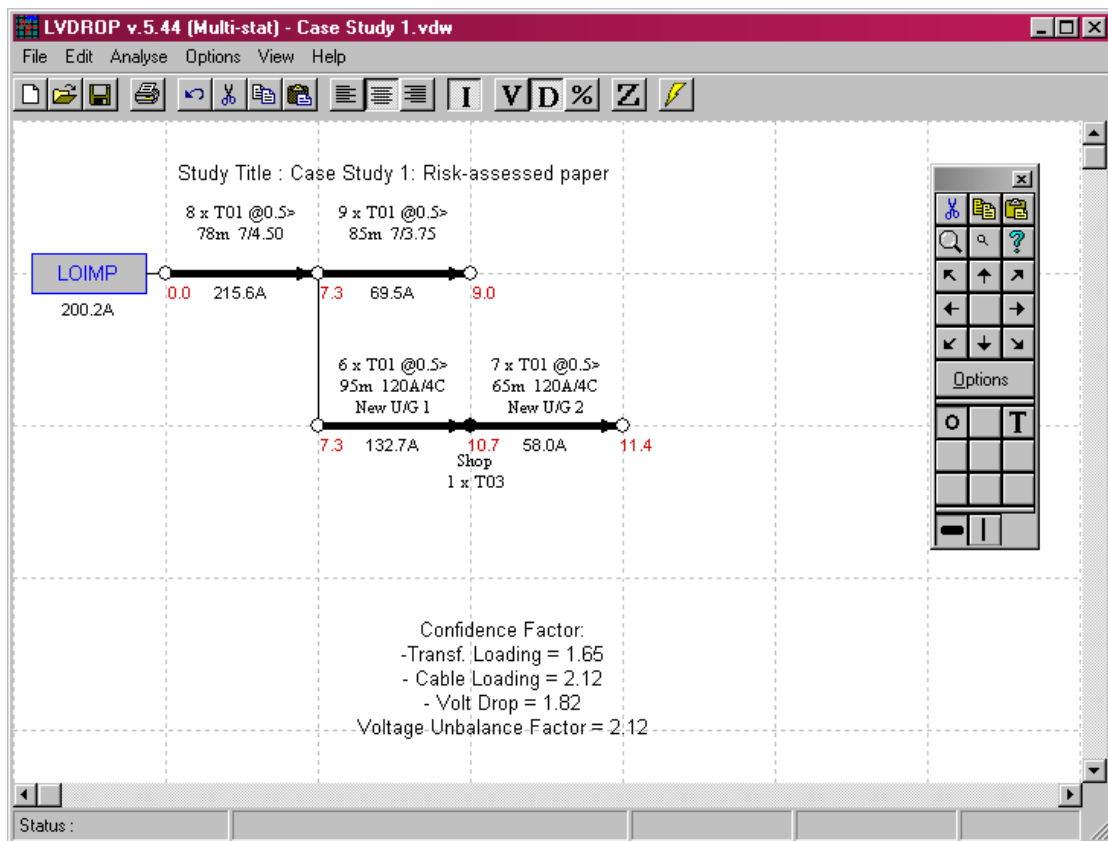 LVDROP v.5.44 (Multi-stat) - Case Study 1.vdw
File Edit Analyse Options View Help
I V D % Z
Study Title : Case Study 1: Risk-assessed paper
8 x T01 @0.5> 9 x T01 @0.5>
78m 7/4.50 85m 7/3.75
LOIMP
0.0 215.6A 7.3 69.5A 9.0
200.2A
6 x T01 @0.5> 7 x T01 @0.5>
95m 120A/4C 65m 120A/4C
New U/G 1 New U/G 2
7.3 132.7A 10.7 58.0A 11.4
Shop
1 x T03
Options
T
Confidence Factor:
-Transf. Loading = 1.65
- Cable Loading = 2.12
- Volt Drop = 1.82
Voltage Unbalance Factor = 2.12
Status :